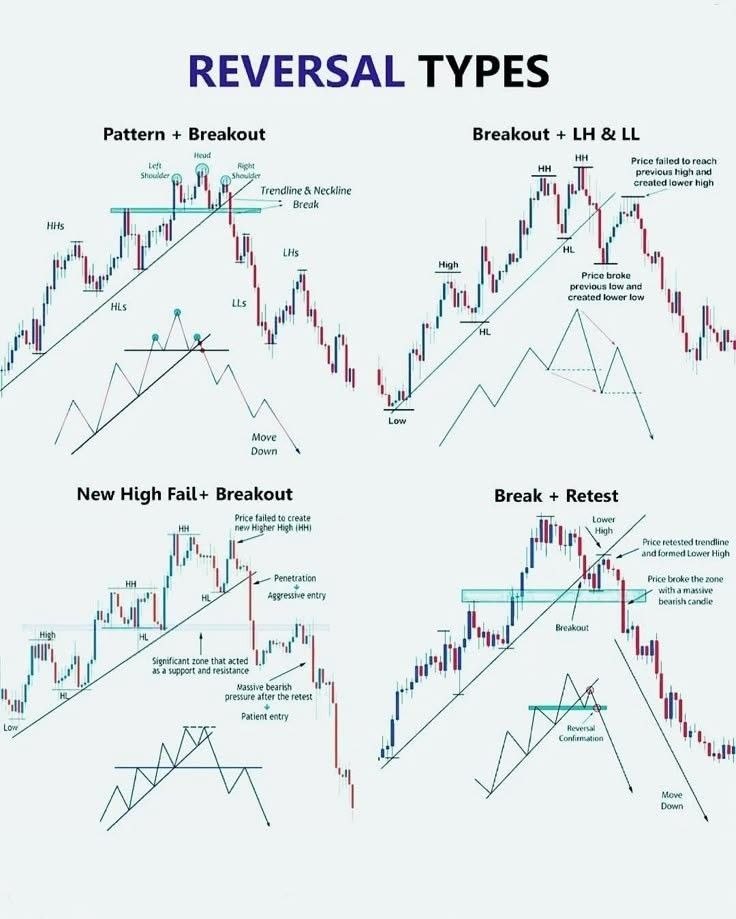 REVERSAL TYPES
Pattern + Breakout
Left
Shoulder
Head
Right
Shoulder
Trendline & Neckline
Break
HHs
HLs
LHs
LLs
Move
Down
Breakout + LH & LL
HH
HH
Price failed to reach
previous high and
created lower high
High
HL
HL
Price broke
previous low and
created lower low
Low
New High Fail+ Breakout
HH
Price failed to create
new Higher High (HH)
HH
HL
Penetration
Aggressive entry
High
HL
Significant zone that acted
as a support and resistance
HL
Massive bearish
pressure after the retest
Patient entry
Low
Break + Retest
Lower
High
Price retested trendline
and formed Lower High
Price broke the zone
with a massive
bearish candle
Breakout
Reversal
Confirmation
Move
Down